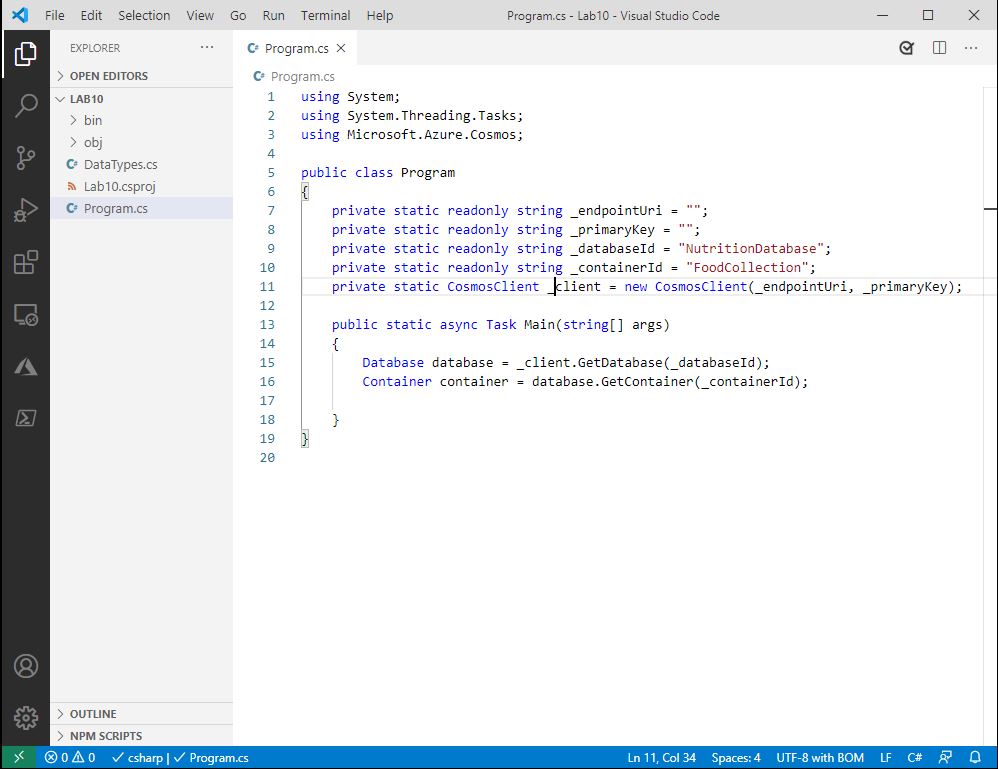 File Edit Selection View Go Run Terminal Help Program.cs - Lab10 - Visual Studio Code
EXPLORER
OPEN EDITORS
LAB10
bin
obj
DataTypes.cs
Lab10.csproj
Program.cs
OUTLINE
NPM SCRIPTS
Program.cs
Program.cs
1 using System;
2 using System.Threading.Tasks;
3 using Microsoft.Azure.Cosmos;
4
5 public class Program
6 {
7     private static readonly string _endpointUri = "";
8     private static readonly string _primaryKey = "";
9     private static readonly string _databaseId = "NutritionDatabase";
10     private static readonly string _containerId = "FoodCollection";
11     private static CosmosClient _client = new CosmosClient(_endpointUri, _primaryKey);
12
13     public static async Task Main(string[] args)
14     {
15         Database database = _client.GetDatabase(_databaseId);
16         Container container = database.GetContainer(_containerId);
17
18     }
19 }
20
0 0 csharp | Program.cs Ln 11, Col 34 Spaces: 4 UTF-8 with BOM LF C#